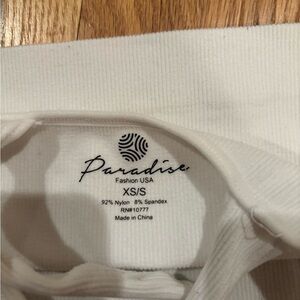 Paradise
Fashion USA
XS/S
92% Nylon 8% Spandex
RN#10777
Made in China